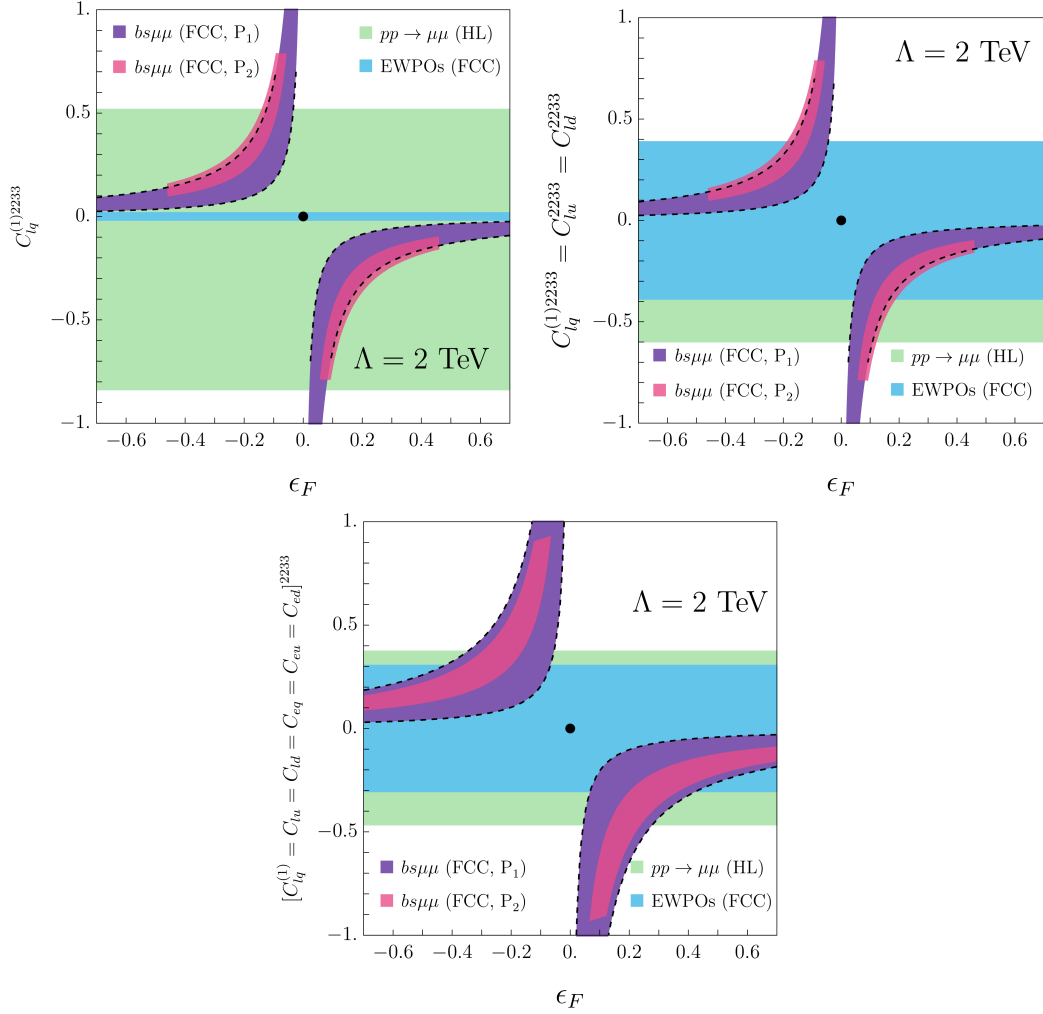 1.
bsμμ (FCC, P₁)
pp → μμ (HL)
bsμμ (FCC, P₂)
EWPOs (FCC)
0.5
0.
−0.5
−1.
C_{lq}^{(1)2233}
Λ = 2 TeV
−0.6 −0.4 −0.2 0. 0.2 0.4 0.6
ϵ_F
1.
Λ = 2 TeV
0.5
0.
−0.5
−1.
C_{lq}^{(1)2233} = C_{lu}^{2233} = C_{ld}^{2233}
bsμμ (FCC, P₁)
pp → μμ (HL)
bsμμ (FCC, P₂)
EWPOs (FCC)
−0.6 −0.4 −0.2 0. 0.2 0.4 0.6
ϵ_F
1.
Λ = 2 TeV
0.5
0.
−0.5
−1.
[C_{lq}^{(1)} = C_{lu} = C_{ld} = C_{eq} = C_{eu} = C_{ed}]^{2233}
bsμμ (FCC, P₁)
pp → μμ (HL)
bsμμ (FCC, P₂)
EWPOs (FCC)
−0.6 −0.4 −0.2 0. 0.2 0.4 0.6
ϵ_F